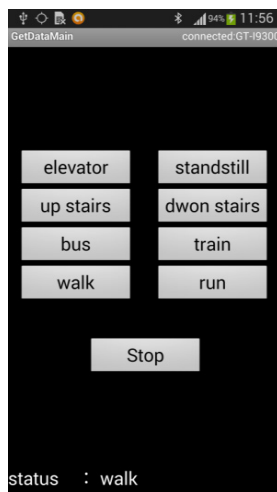 94% 11:56
GetDataMain connected:GT-I9300
elevator standstill
up stairs dwon stairs
bus train
walk run
Stop
status : walk